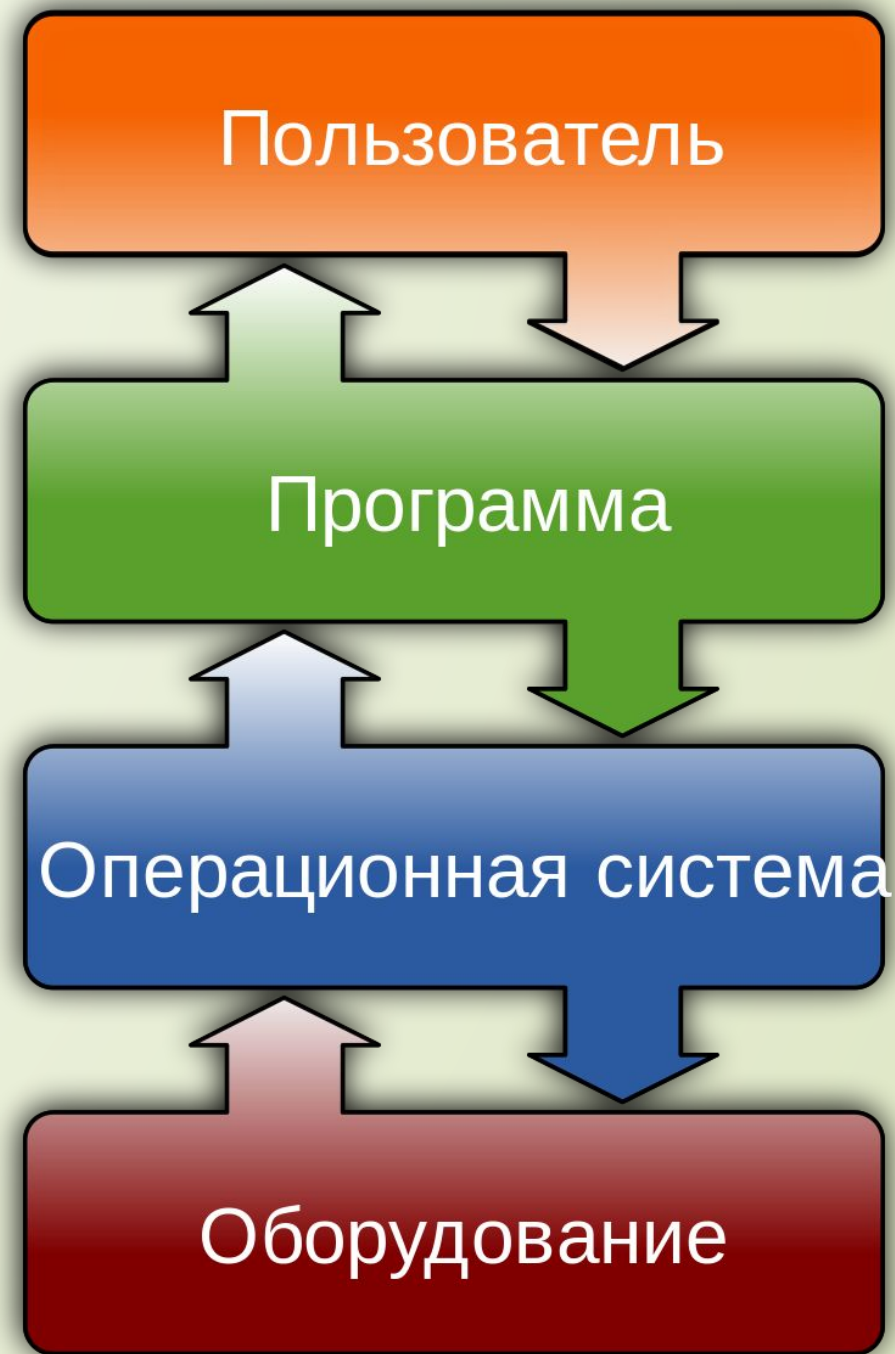 Пользователь
Программа
Операционная система
Оборудование